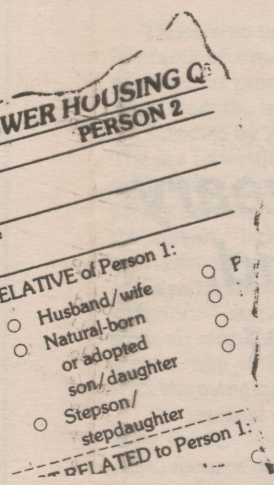 WER HOUSING Q
PERSON 2
ELATIVE of Person 1:
Husband/wife
Natural-born
or adopted
son/daughter
Stepson/
stepdaughter
T RELATED to Person 1: